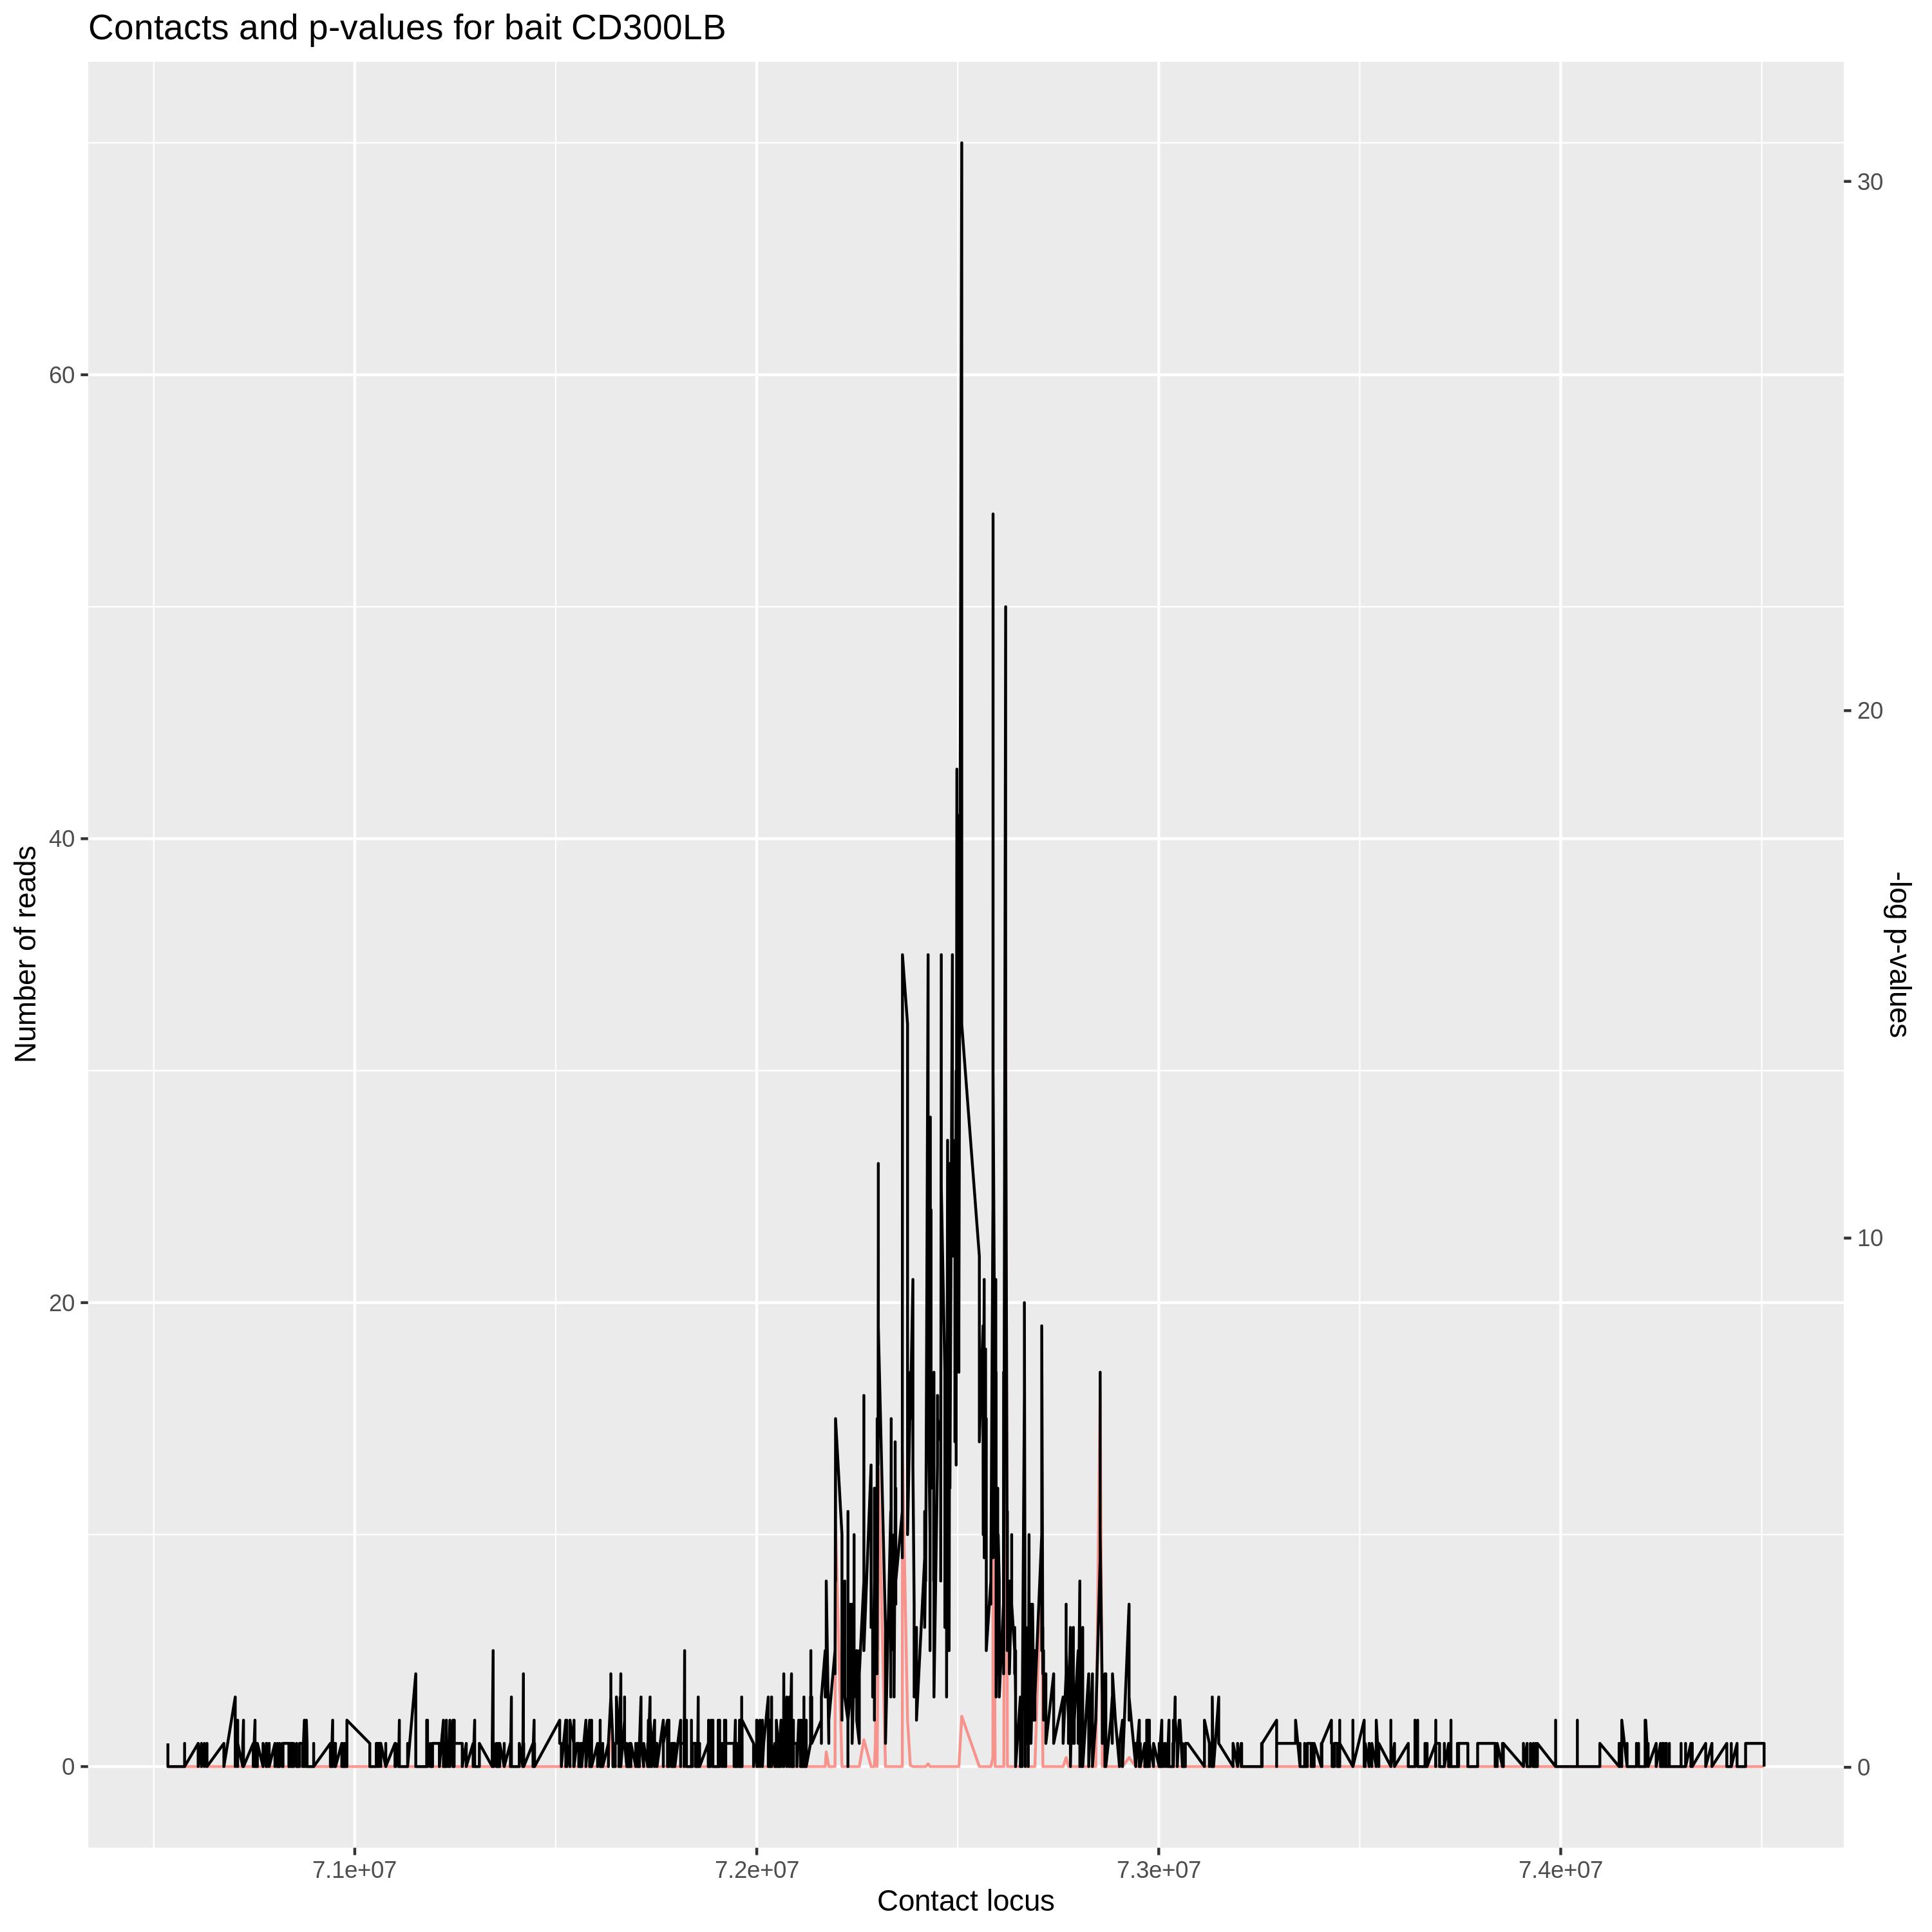 Contacts and p-values for bait CD300LB
Number of reads
60
40
20
0
-log p-values
30
20
10
0
7.1e+07
7.2e+07
7.3e+07
7.4e+07
Contact locus